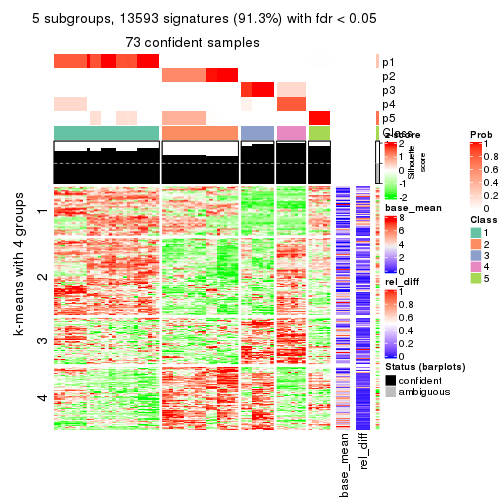 5 subgroups, 13593 signatures (91.3%) with fdr < 0.05
73 confident samples
p1
p2
p3
p4
p5
Class
Silhouette
score
k-means with 4 groups
1
2
3
4
base_mean
rel_diff
z-score
2
1
0
-1
-2
base_mean
8
6
4
2
0
rel_diff
1
0.8
0.6
0.4
0.2
0
Status (barplots)
confident
ambiguous
Prob
1
0.8
0.6
0.4
0.2
0
Class
1
2
3
4
5